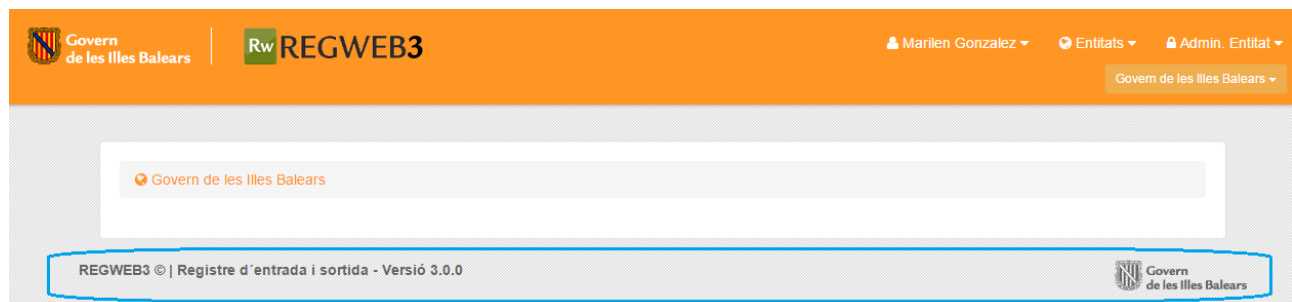 Govern
de les Illes Balears
Rw REGWEB3
Marilen Gonzalez
Entitats
Admin. Entitat
Govern de les Illes Balears
Govern de les Illes Balears
REGWEB3 © | Registre d´entrada i sortida - Versió 3.0.0
Govern
de les Illes Balears